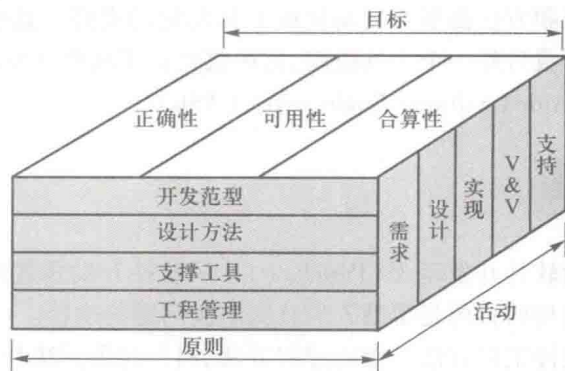 目标
正确性
可用性
合算性
开发范型
设计方法
支撑工具
工程管理
需求
设计
实现
V&V
支持
原则
活动